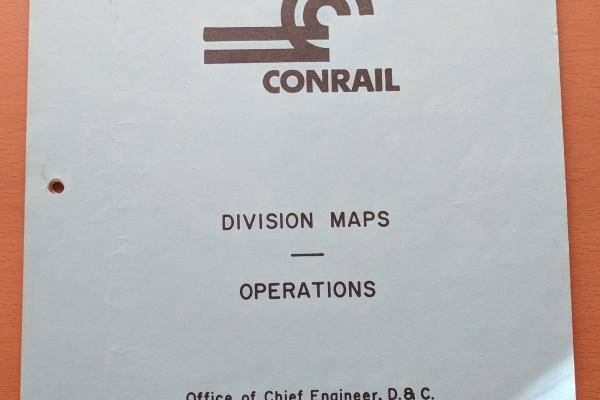 CONRAIL
DIVISION MAPS
OPERATIONS
Office of Chief Engineer, D.& C.